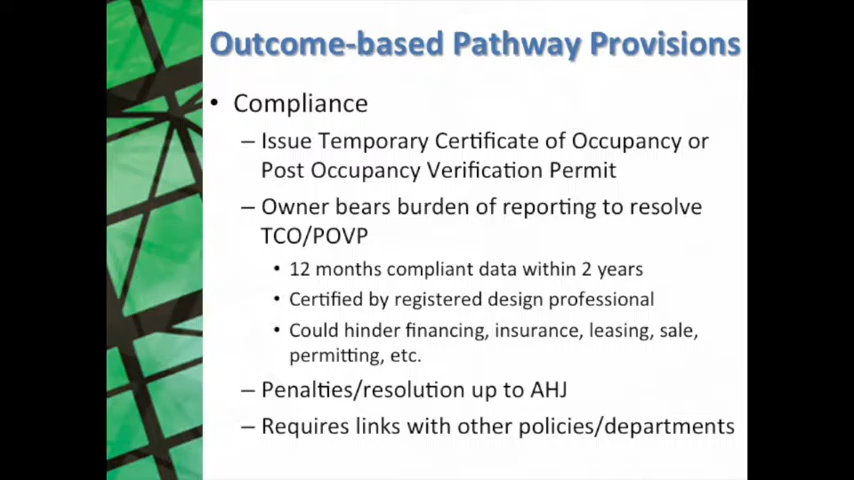 Outcome-based Pathway Provisions
• Compliance
– Issue Temporary Certificate of Occupancy or
Post Occupancy Verification Permit
– Owner bears burden of reporting to resolve
TCO/POVP
• 12 months compliant data within 2 years
• Certified by registered design professional
• Could hinder financing, insurance, leasing, sale,
permitting, etc.
– Penalties/resolution up to AHJ
– Requires links with other policies/departments